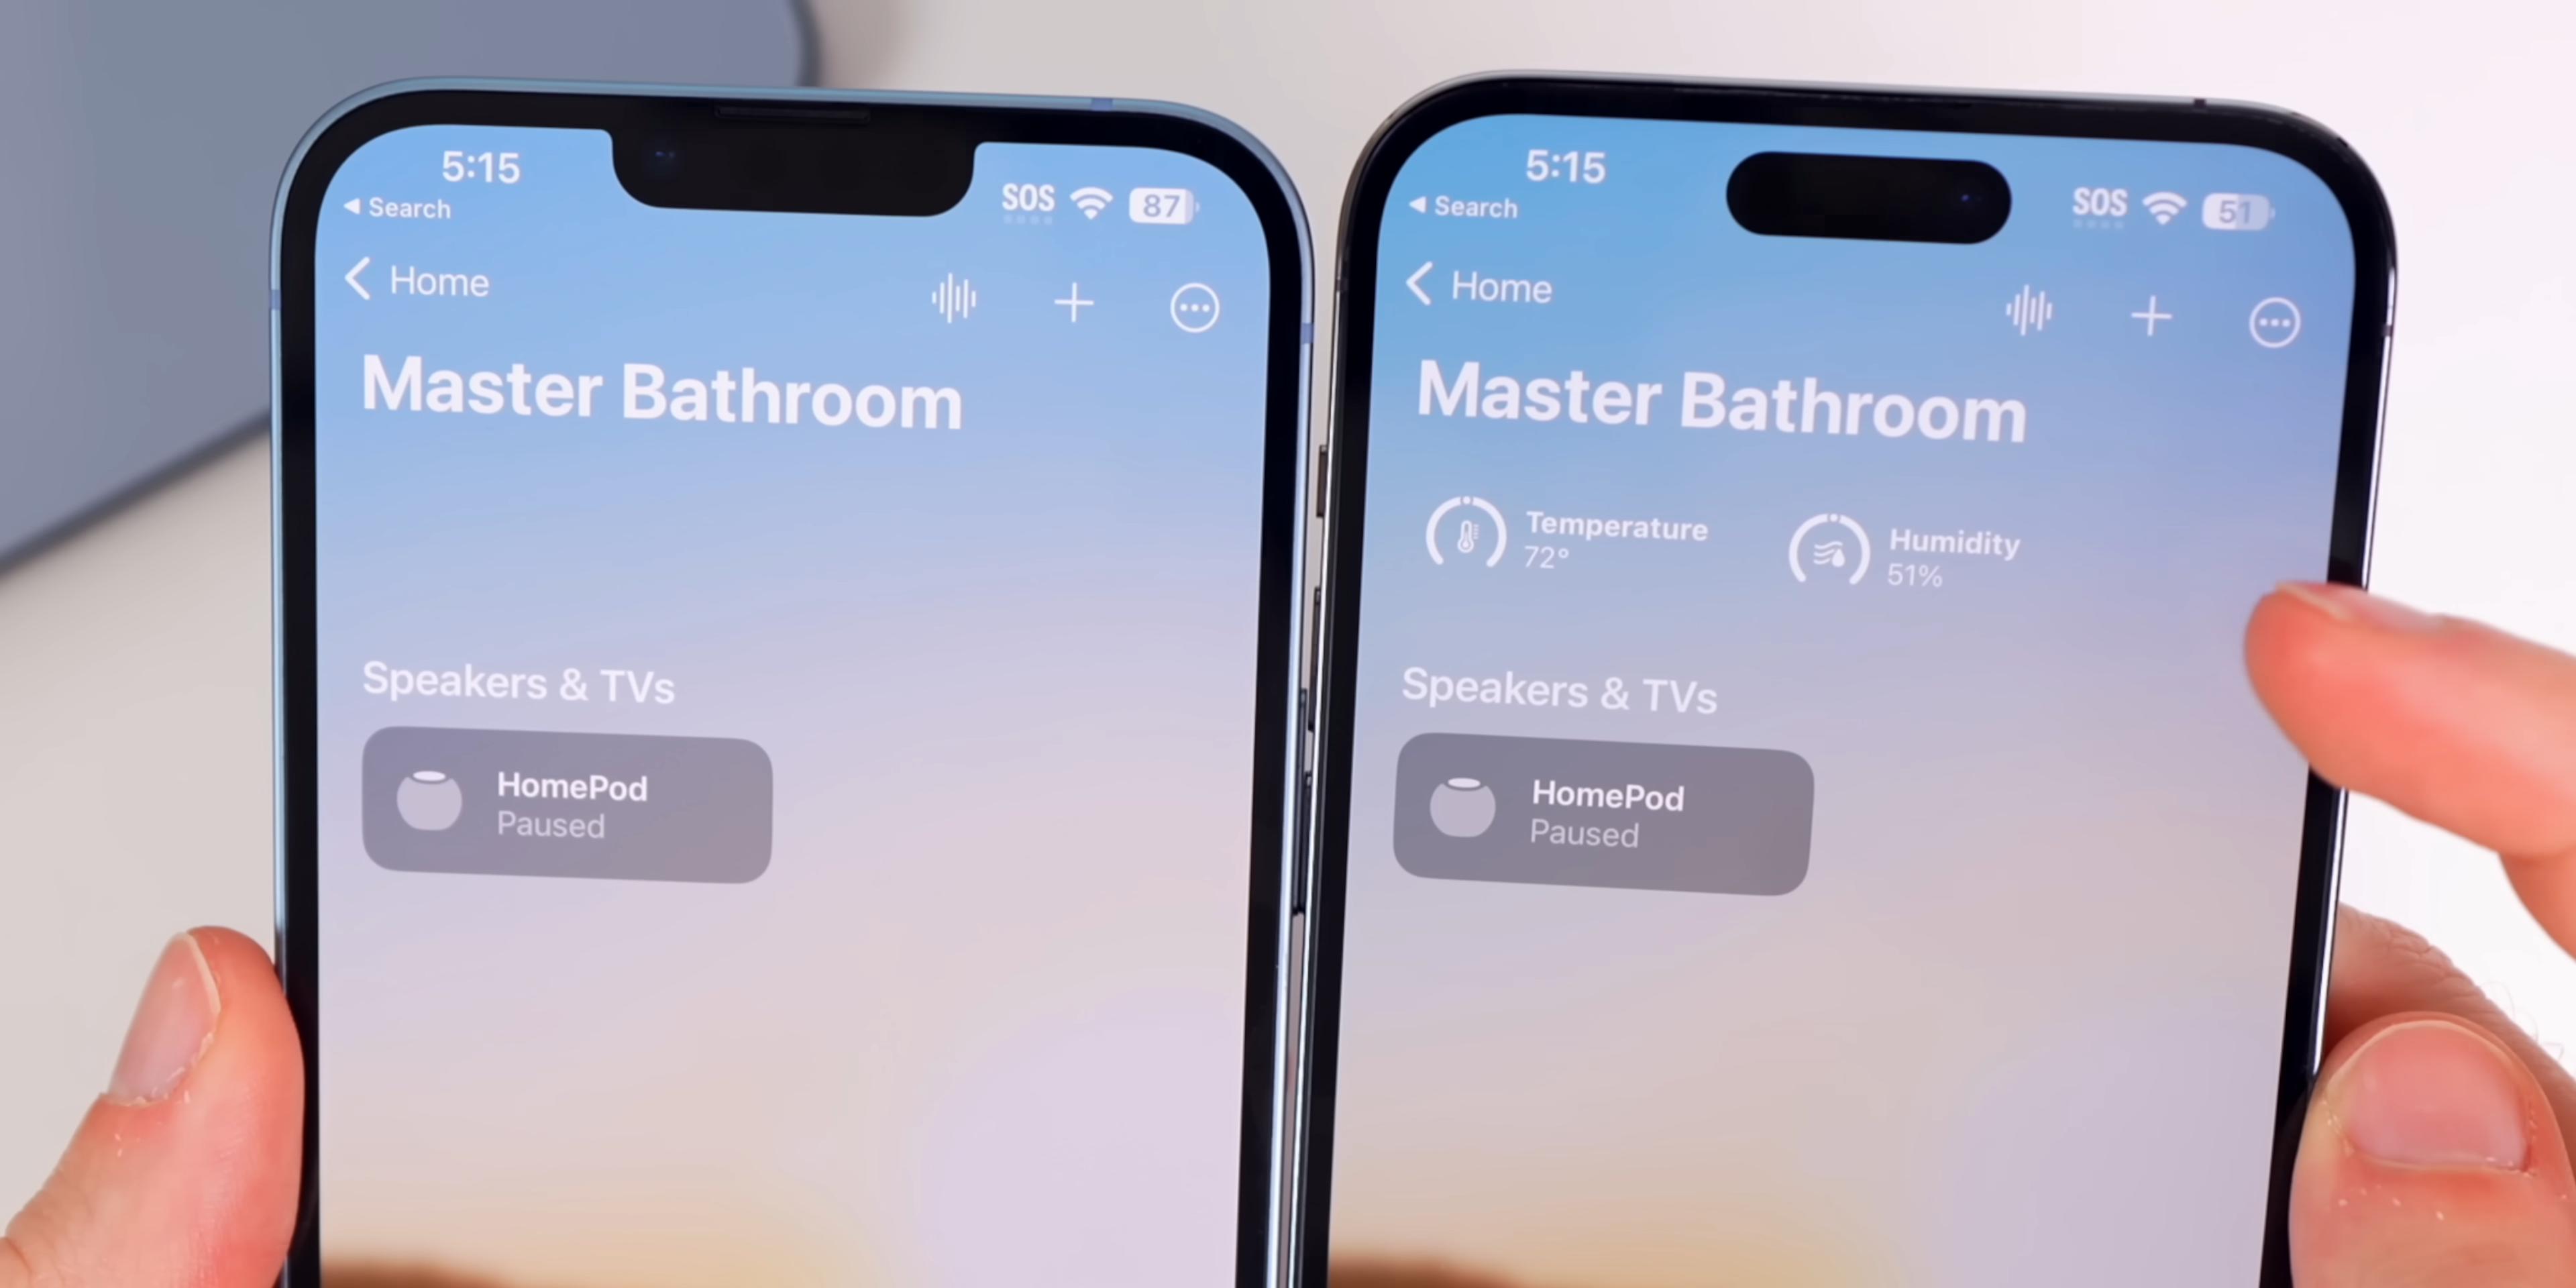 5:15
◀ Search
SOS
87
Home
Master Bathroom
Speakers & TVs
HomePod
Paused
5:15
◀ Search
SOS
51
Home
Master Bathroom
Temperature
72°
Humidity
51%
Speakers & TVs
HomePod
Paused